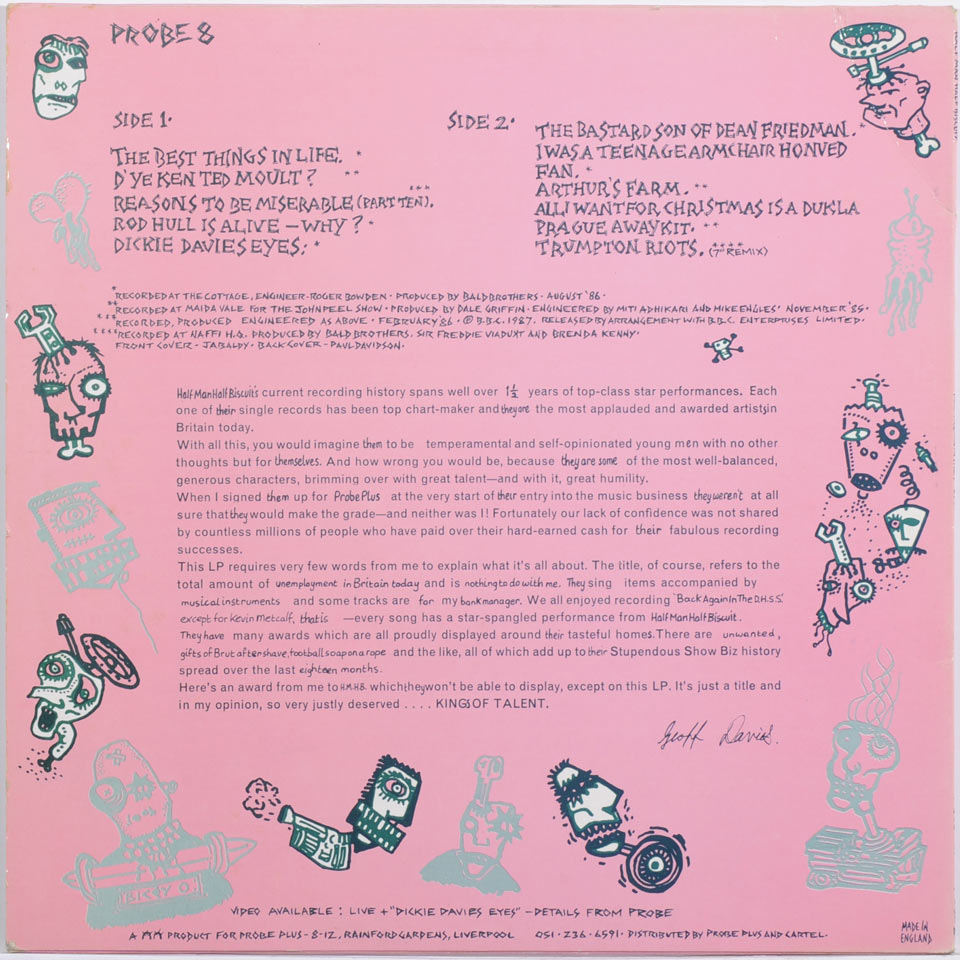 PROBE 8
SIDE 1.
THE BEST THINGS IN LIFE. *
D'YE KEN TED MOULT? **
REASONS TO BE MISERABLE (PART TEN). ***
ROD HULL IS ALIVE – WHY? *
DICKIE DAVIES EYES. *
SIDE 2.
THE BASTARD SON OF DEAN FRIEDMAN. *
I WAS A TEENAGE ARMCHAIR HONVED
FAN. *
ARTHUR'S FARM. **
ALL I WANT FOR CHRISTMAS IS A DUKLA
PRAGUE AWAY KIT. **
TRUMPTON RIOTS. (7" REMIX) ****
* RECORDED AT THE COTTAGE, ENGINEER - ROGER BOWDEN · PRODUCED BY BALD BROTHERS · AUGUST '86 ·
** RECORDED AT MAIDA VALE FOR THE JOHN PEEL SHOW · PRODUCED BY DALE GRIFFIN · ENGINEERED BY MITI ADHIKARI AND MIKE ENGLES' NOVEMBER '85 ·
*** RECORDED, PRODUCED ENGINEERED AS ABOVE · FEBRUARY '86 · Ⓟ B.B.C. 1987. RELEASED BY ARRANGEMENT WITH B.B.C. ENTERPRISES LIMITED.
**** RECORDED AT NAFFI H.Q. PRODUCED BY BALD BROTHERS. SIR FREDDIE VIADUKT AND BRENDA KENNY.
FRONT COVER - JABALDY · BACK COVER - PAUL DAVIDSON.
Half Man Half Biscuit's current recording history spans well over 1½ years of top-class star performances. Each
one of their single records has been top chart-maker and they are the most applauded and awarded artists in
Britain today.
With all this, you would imagine them to be temperamental and self-opinionated young men with no other
thoughts but for themselves. And how wrong you would be, because they are some of the most well-balanced,
generous characters, brimming over with great talent—and with it, great humility.
When I signed them up for Probe Plus at the very start of their entry into the music business they weren't at all
sure that they would make the grade—and neither was I! Fortunately our lack of confidence was not shared
by countless millions of people who have paid over their hard-earned cash for their fabulous recording
successes.
This LP requires very few words from me to explain what it's all about. The title, of course, refers to the
total amount of unemployment in Britain today and is nothing to do with me. They sing items accompanied by
musical instruments and some tracks are for my bank manager. We all enjoyed recording 'Back Again In The D.H.S.S.'
except for Kevin Metcalf, that is —every song has a star-spangled performance from Half Man Half Biscuit.
They have many awards which are all proudly displayed around their tasteful homes. There are unwanted,
gifts of Brut aftershave, football soap on a rope and the like, all of which add up to their Stupendous Show Biz history
spread over the last eighteen months.
Here's an award from me to H.M.H.B. which they won't be able to display, except on this LP. It's just a title and
in my opinion, so very justly deserved . . . . KINGS OF TALENT.
Geoff Davies.
VIDEO AVAILABLE : LIVE + "DICKIE DAVIES EYES" – DETAILS FROM PROBE
PRODUCT FOR PROBE PLUS - 8-12, RAINFORD GARDENS, LIVERPOOL 051 · 236 · 6591 · DISTRIBUTED BY PROBE PLUS AND CARTEL.
MADE IN
ENGLAND